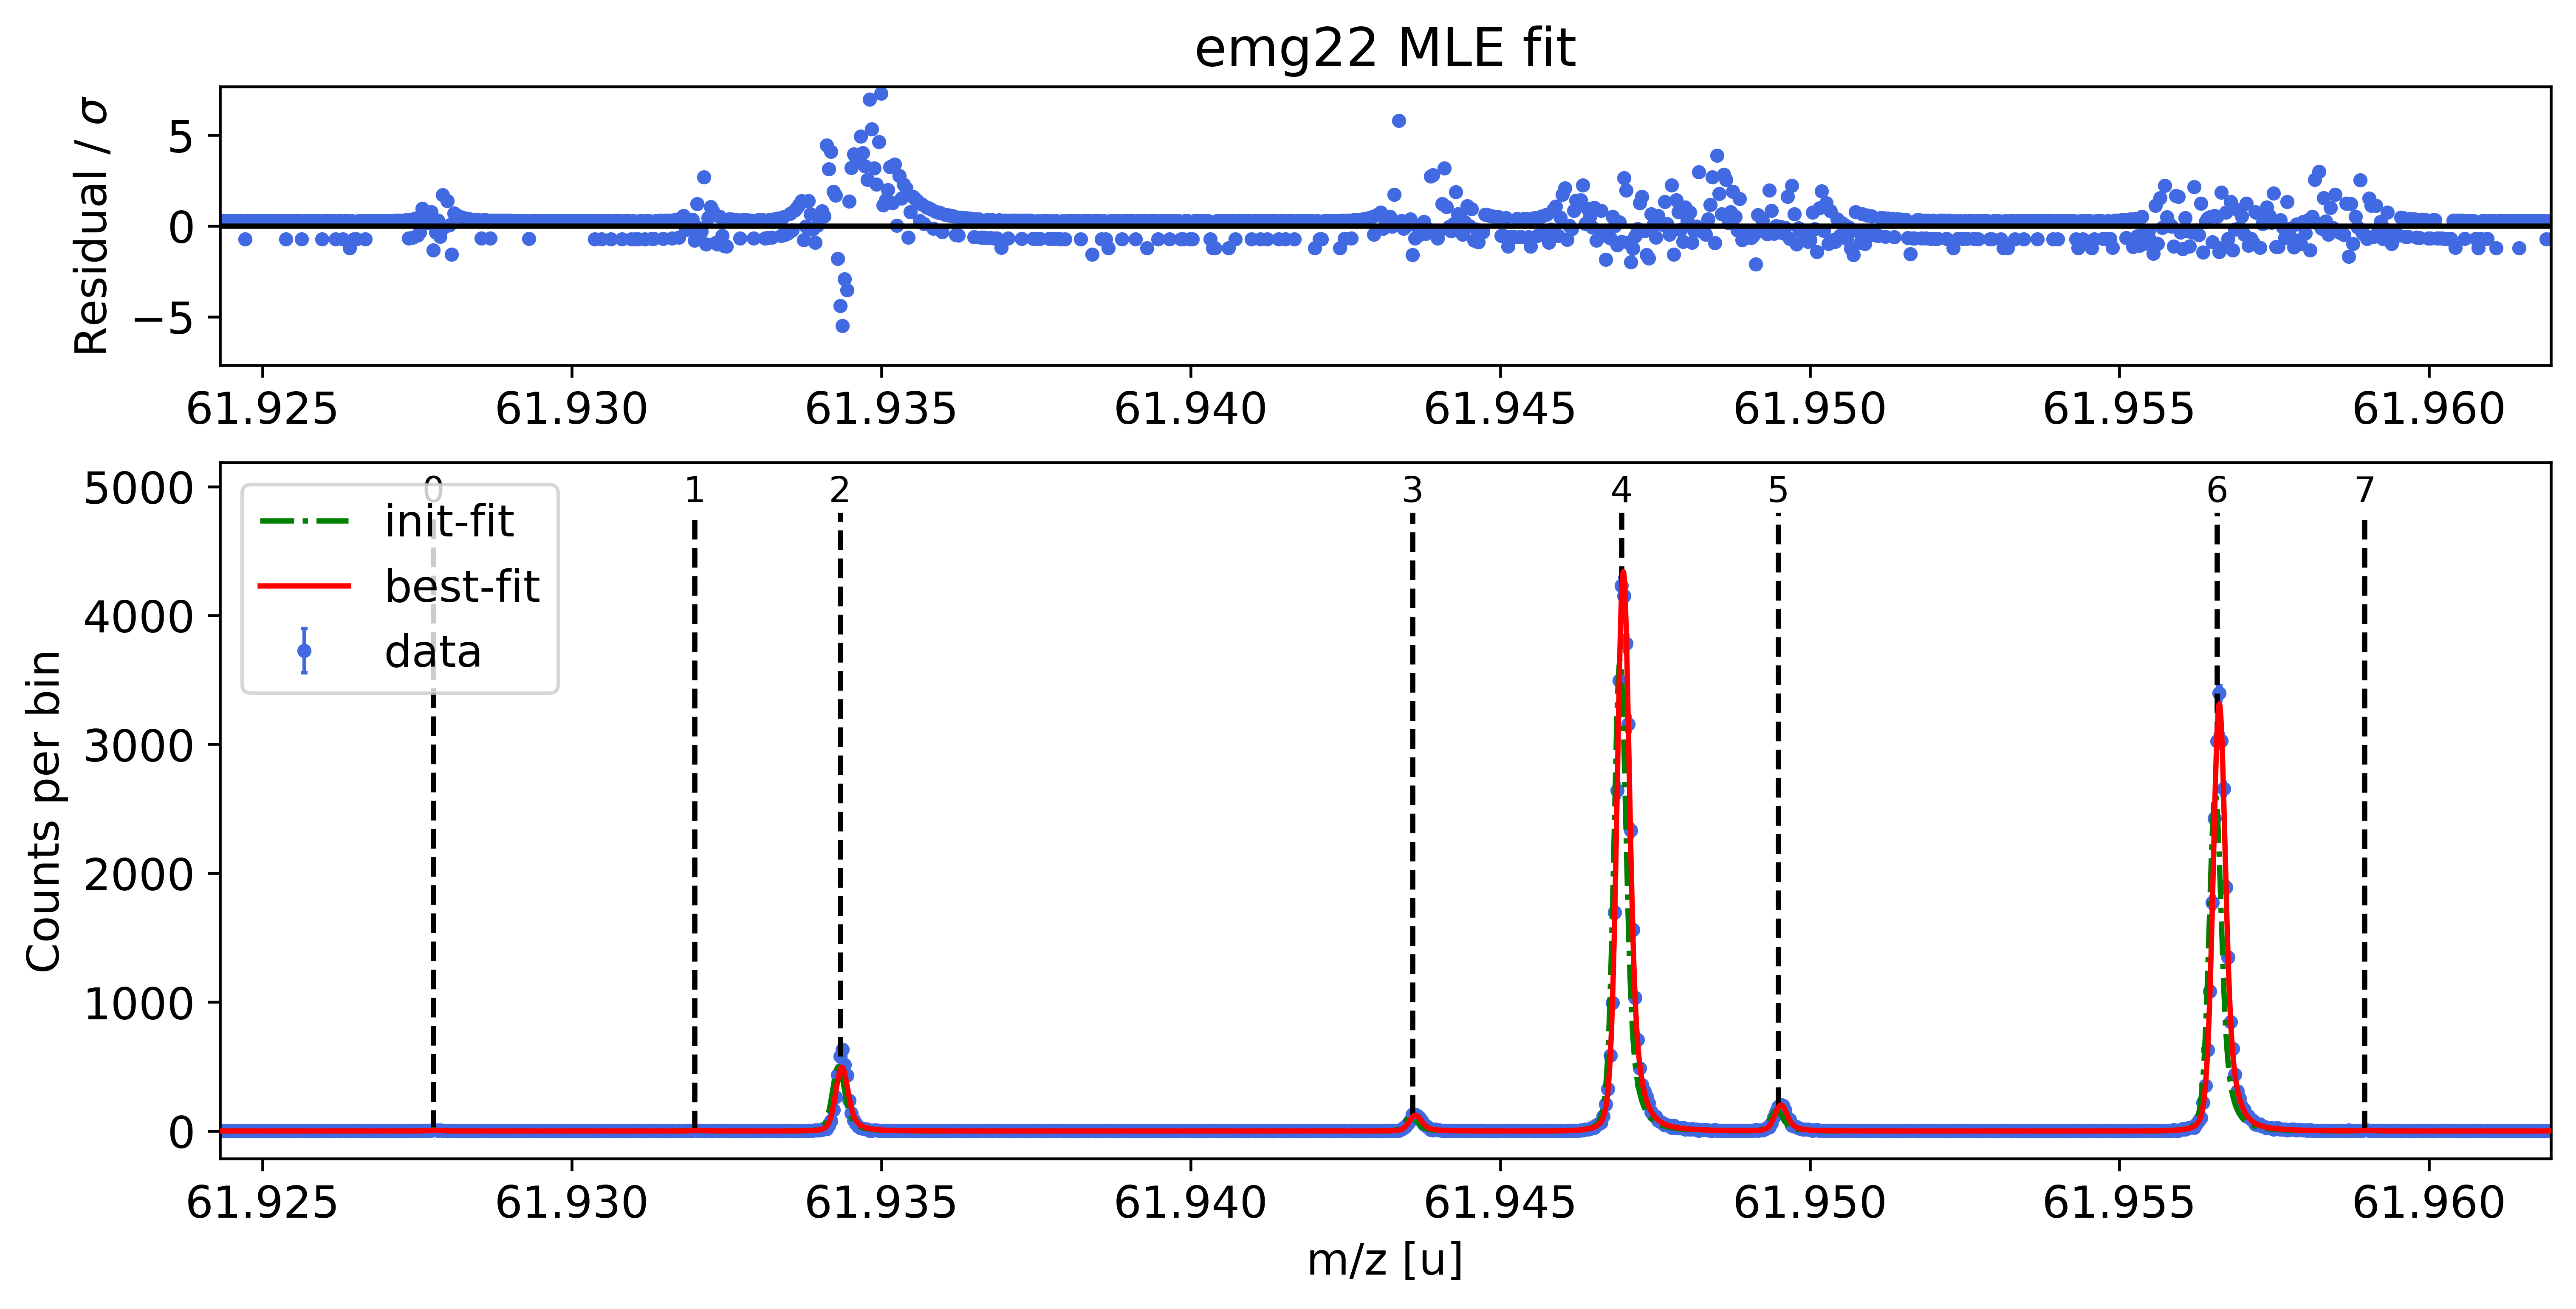 emg22 MLE fit
Residual / σ
5
0
−5
61.925 61.930 61.935 61.940 61.945 61.950 61.955 61.960
Counts per bin
5000
4000
3000
2000
1000
0
0 1 2 3 4 5 6 7
init-fit
best-fit
data
61.925 61.930 61.935 61.940 61.945 61.950 61.955 61.960
m/z [u]